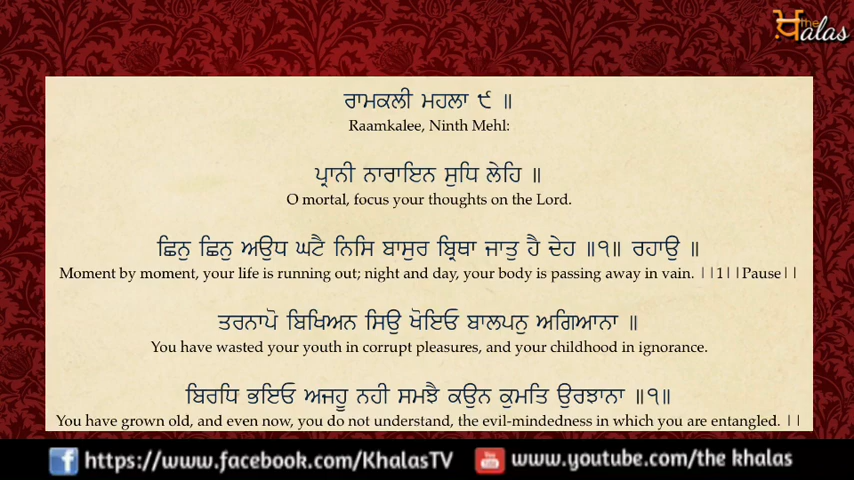 ਖ਼ the alas
ਰਾਮਕਲੀ ਮਹਲਾ ੯ ॥
Raamkalee, Ninth Mehl:
ਪ੍ਰਾਨੀ ਨਾਰਾਇਨ ਸੁਧਿ ਲੇਹਿ ॥
O mortal, focus your thoughts on the Lord.
ਛਿਨੁ ਛਿਨੁ ਅਉਧ ਘਟੈ ਨਿਸਿ ਬਾਸੁਰ ਬ੍ਰਿਥਾ ਜਾਤੁ ਹੈ ਦੇਹ ॥੧॥ ਰਹਾਉ ॥
Moment by moment, your life is running out; night and day, your body is passing away in vain. ||1||Pause||
ਤਰਨਾਪੋ ਬਿਖਿਅਨ ਸਿਉ ਖੋਇਓ ਬਾਲਪਨੁ ਅਗਿਆਨਾ ॥
You have wasted your youth in corrupt pleasures, and your childhood in ignorance.
ਬਿਰਧਿ ਭਇਓ ਅਜਹੂ ਨਹੀ ਸਮਝੈ ਕਉਨ ਕੁਮਤਿ ਉਰਝਾਨਾ ॥੧॥
You have grown old, and even now, you do not understand, the evil-mindedness in which you are entangled. ||
https://www.facebook.com/KhalasTV www.youtube.com/the khalas